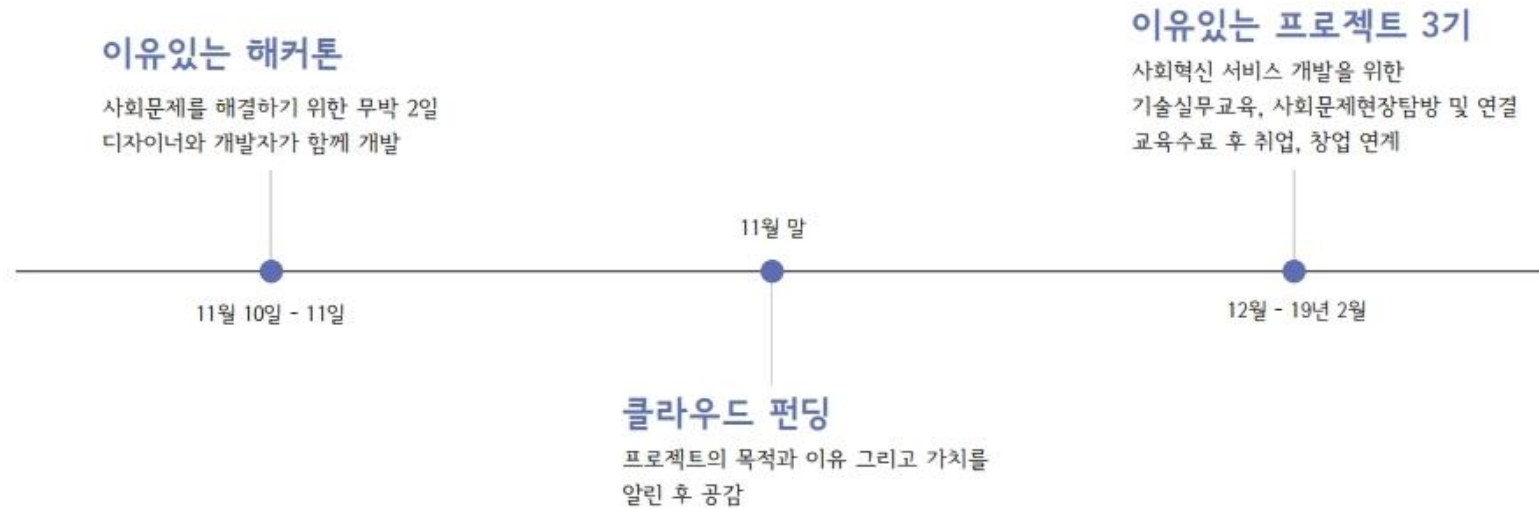 이유있는 해커톤
사회문제를 해결하기 위한 무박 2일
디자이너와 개발자가 함께 개발
11월 10일 - 11일
11월 말
클라우드 펀딩
프로젝트의 목적과 이유 그리고 가치를
알린 후 공감
이유있는 프로젝트 3기
사회혁신 서비스 개발을 위한
기술실무교육, 사회문제현장탐방 및 연결
교육수료 후 취업, 창업 연계
12월 - 19년 2월